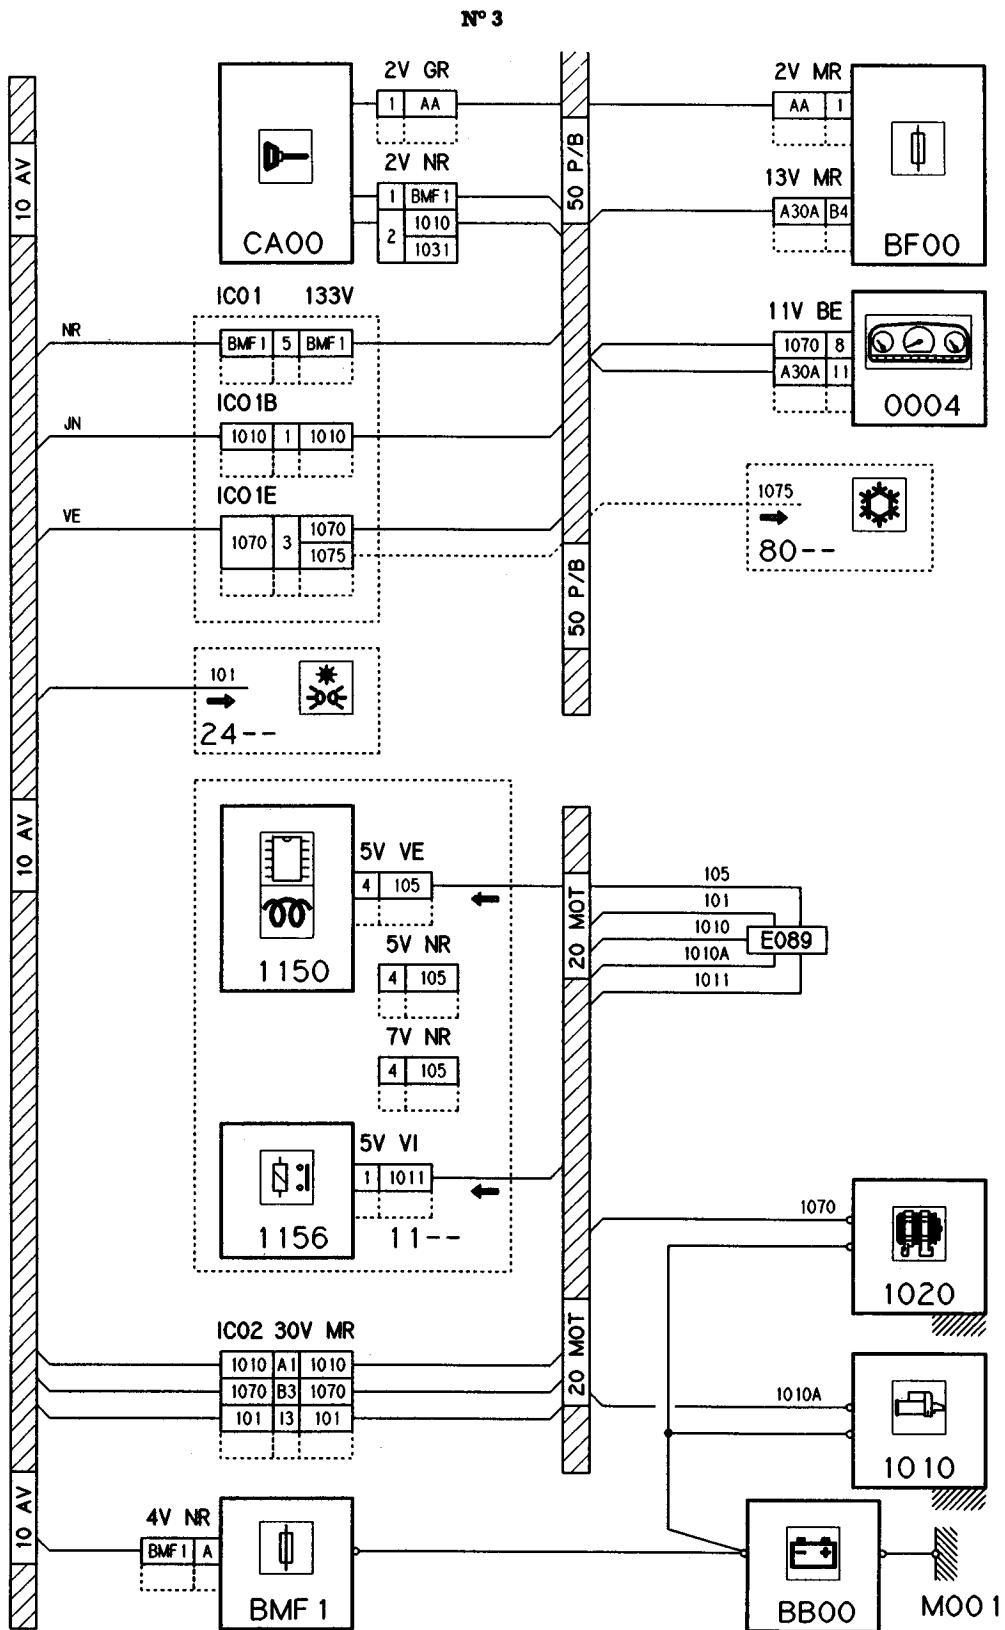 N° 3
2V GR
1 AA
2V NR
1 BMF1
2 1010
1031
CA00
50 P/B
2V MR
AA 1
13V MR
A30A B4
BF00
10 AV
IC01 133V
NR
BMF1 5 BMF1
IC01B
JN
1010 1 1010
IC01E
VE
1070 3 1070
1075
11V BE
1070 8
A30A 11
0004
1075
80--
50 P/B
101
24--
10 AV
5V VE
4 105
1150
5V NR
4 105
7V NR
4 105
5V VI
1 1011
1156
11--
20 MOT
105
101
1010
1010A
1011
E089
1070
1020
20 MOT
1010A
1010
IC02 30V MR
1010 A1 1010
1070 B3 1070
101 I3 101
10 AV
4V NR
BMF1 A
BMF1
BB00
M001